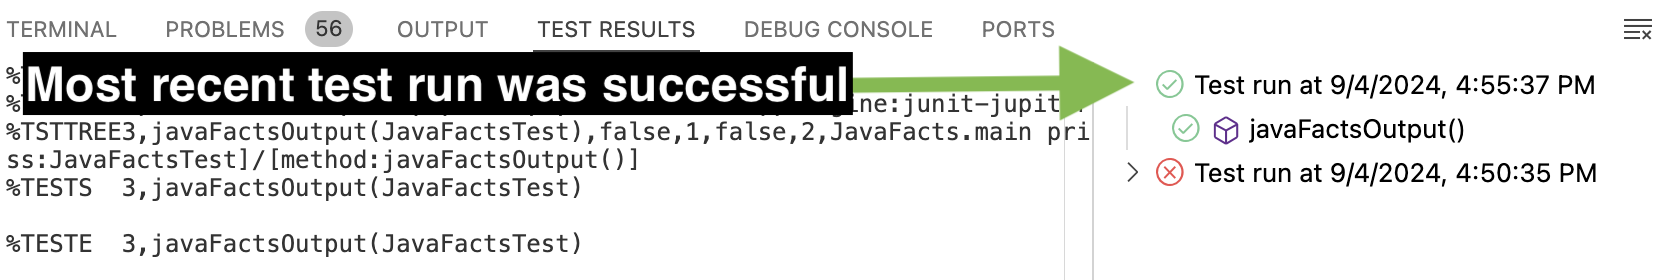 TERMINAL PROBLEMS 56 OUTPUT TEST RESULTS DEBUG CONSOLE PORTS
Most recent test run was successful
ine:junit-jupit
%TSTTREE3,javaFactsOutput(JavaFactsTest),false,1,false,2,JavaFacts.main pri
ss:JavaFactsTest]/[method:javaFactsOutput()]
%TESTS 3,javaFactsOutput(JavaFactsTest)
%TESTE 3,javaFactsOutput(JavaFactsTest)
Test run at 9/4/2024, 4:55:37 PM
javaFactsOutput()
Test run at 9/4/2024, 4:50:35 PM